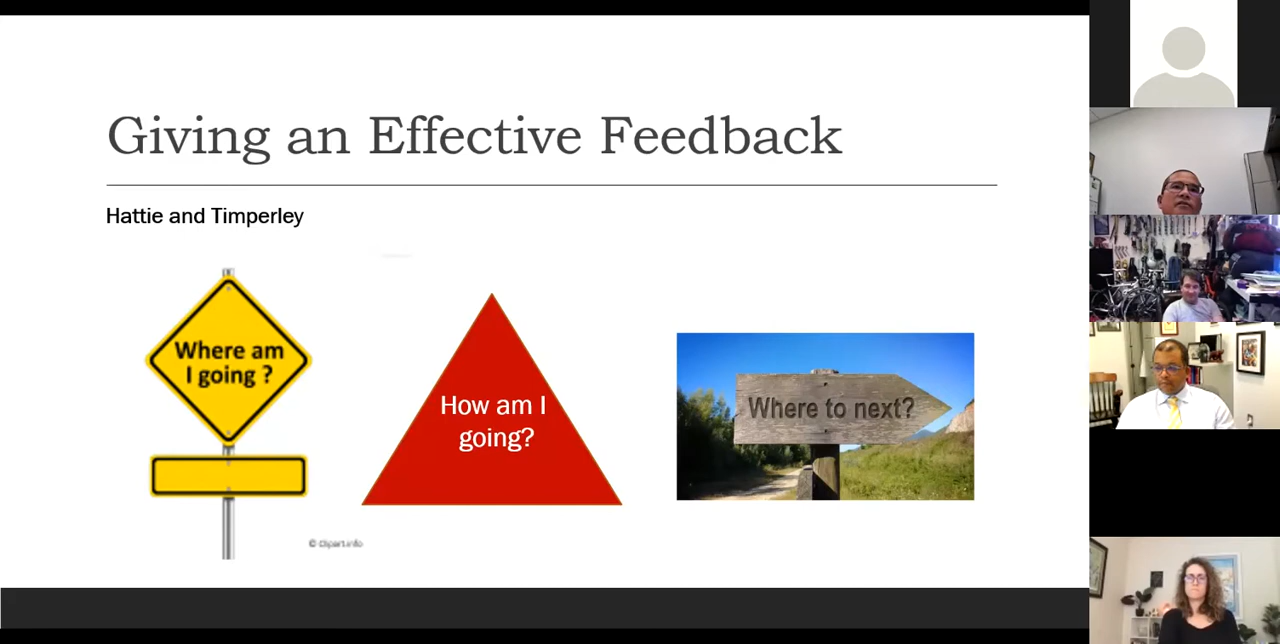 Giving an Effective Feedback
Hattie and Timperley
Where am
I going ?
How am I
going?
Where to next?
© Clipart.info